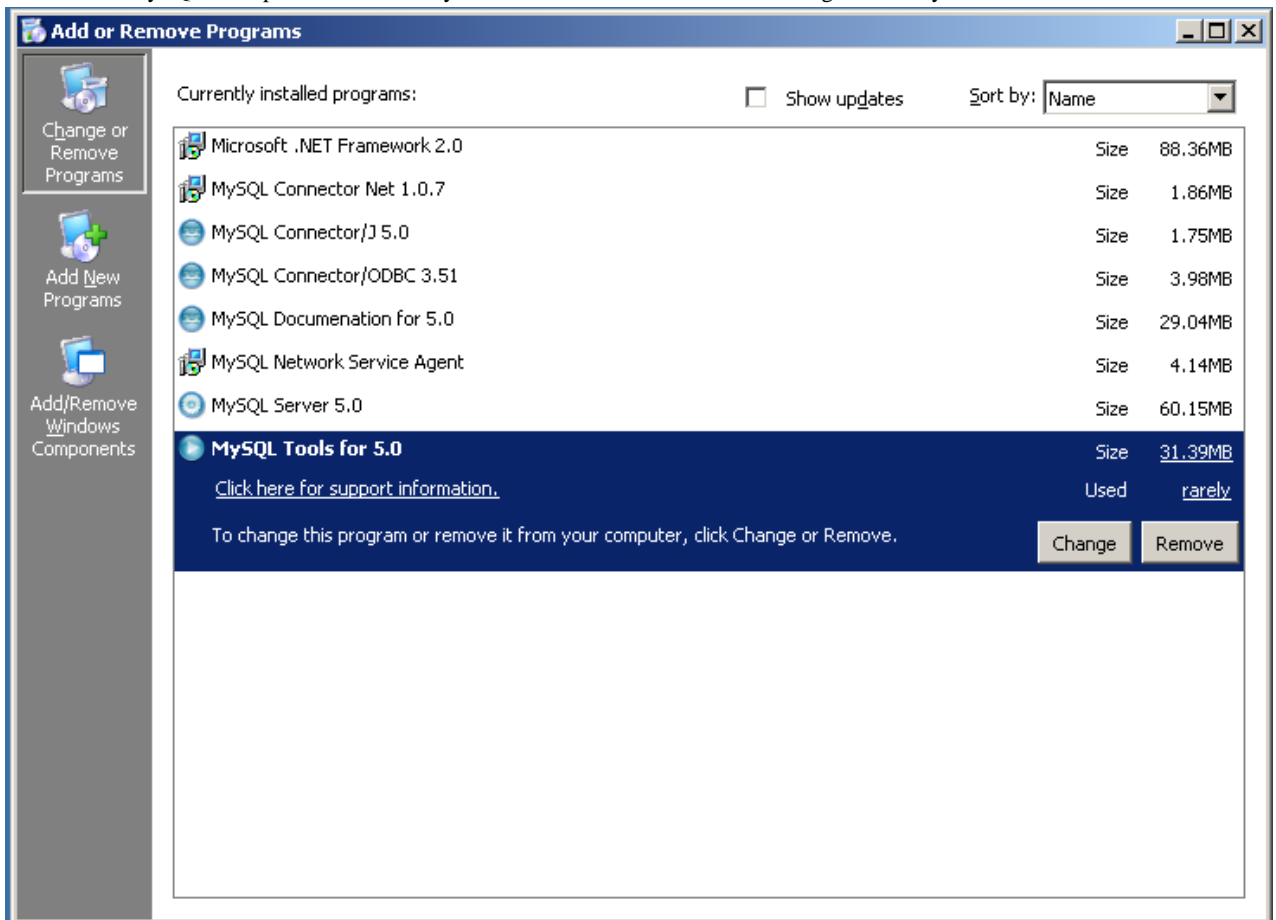 Add or Remove Programs
Change or
Remove
Programs
Add New
Programs
Add/Remove
Windows
Components
Currently installed programs:
Show updates
Sort by: Name
Microsoft .NET Framework 2.0 Size 88.36MB
MySQL Connector Net 1.0.7 Size 1.86MB
MySQL Connector/J 5.0 Size 1.75MB
MySQL Connector/ODBC 3.51 Size 3.98MB
MySQL Documenation for 5.0 Size 29.04MB
MySQL Network Service Agent Size 4.14MB
MySQL Server 5.0 Size 60.15MB
MySQL Tools for 5.0 Size 31.39MB
Click here for support information. Used rarely
To change this program or remove it from your computer, click Change or Remove. Change Remove